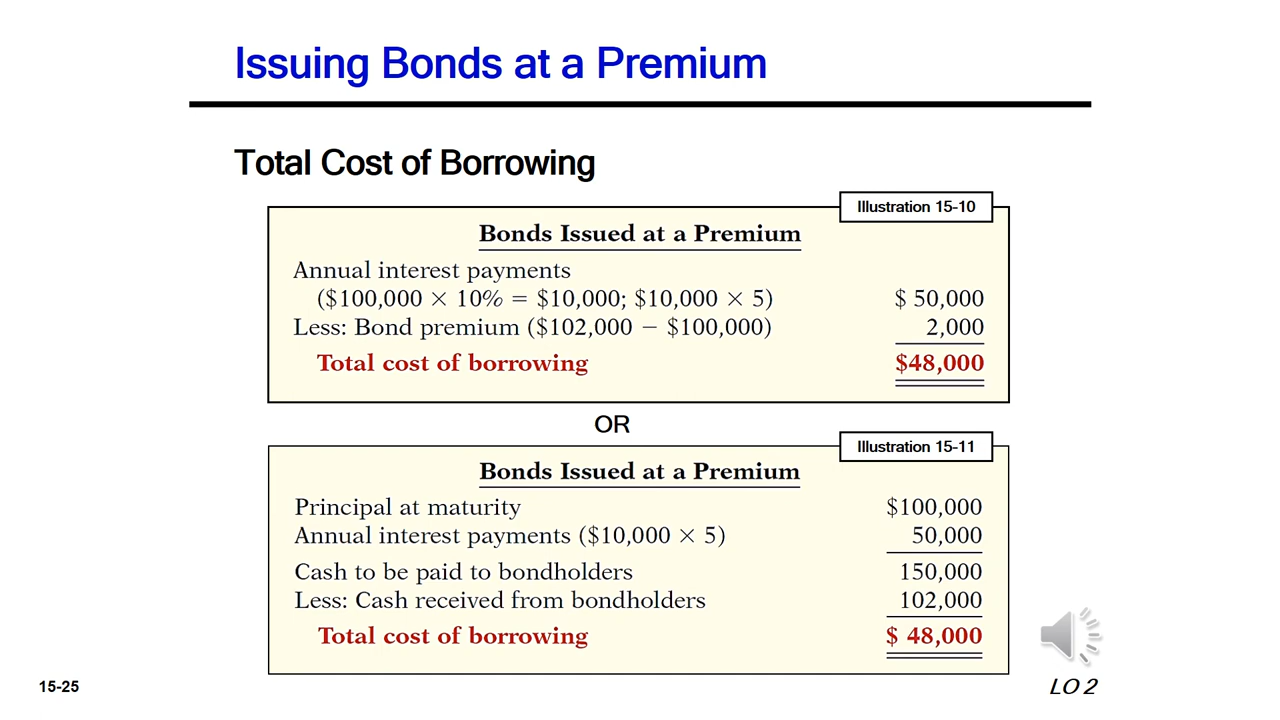 Issuing Bonds at a Premium
Total Cost of Borrowing
Illustration 15-10
Bonds Issued at a Premium
Annual interest payments
($100,000 × 10% = $10,000; $10,000 × 5) $ 50,000
Less: Bond premium ($102,000 − $100,000) 2,000
Total cost of borrowing $48,000
OR
Illustration 15-11
Bonds Issued at a Premium
Principal at maturity $100,000
Annual interest payments ($10,000 × 5) 50,000
Cash to be paid to bondholders 150,000
Less: Cash received from bondholders 102,000
Total cost of borrowing $ 48,000
15-25
LO 2